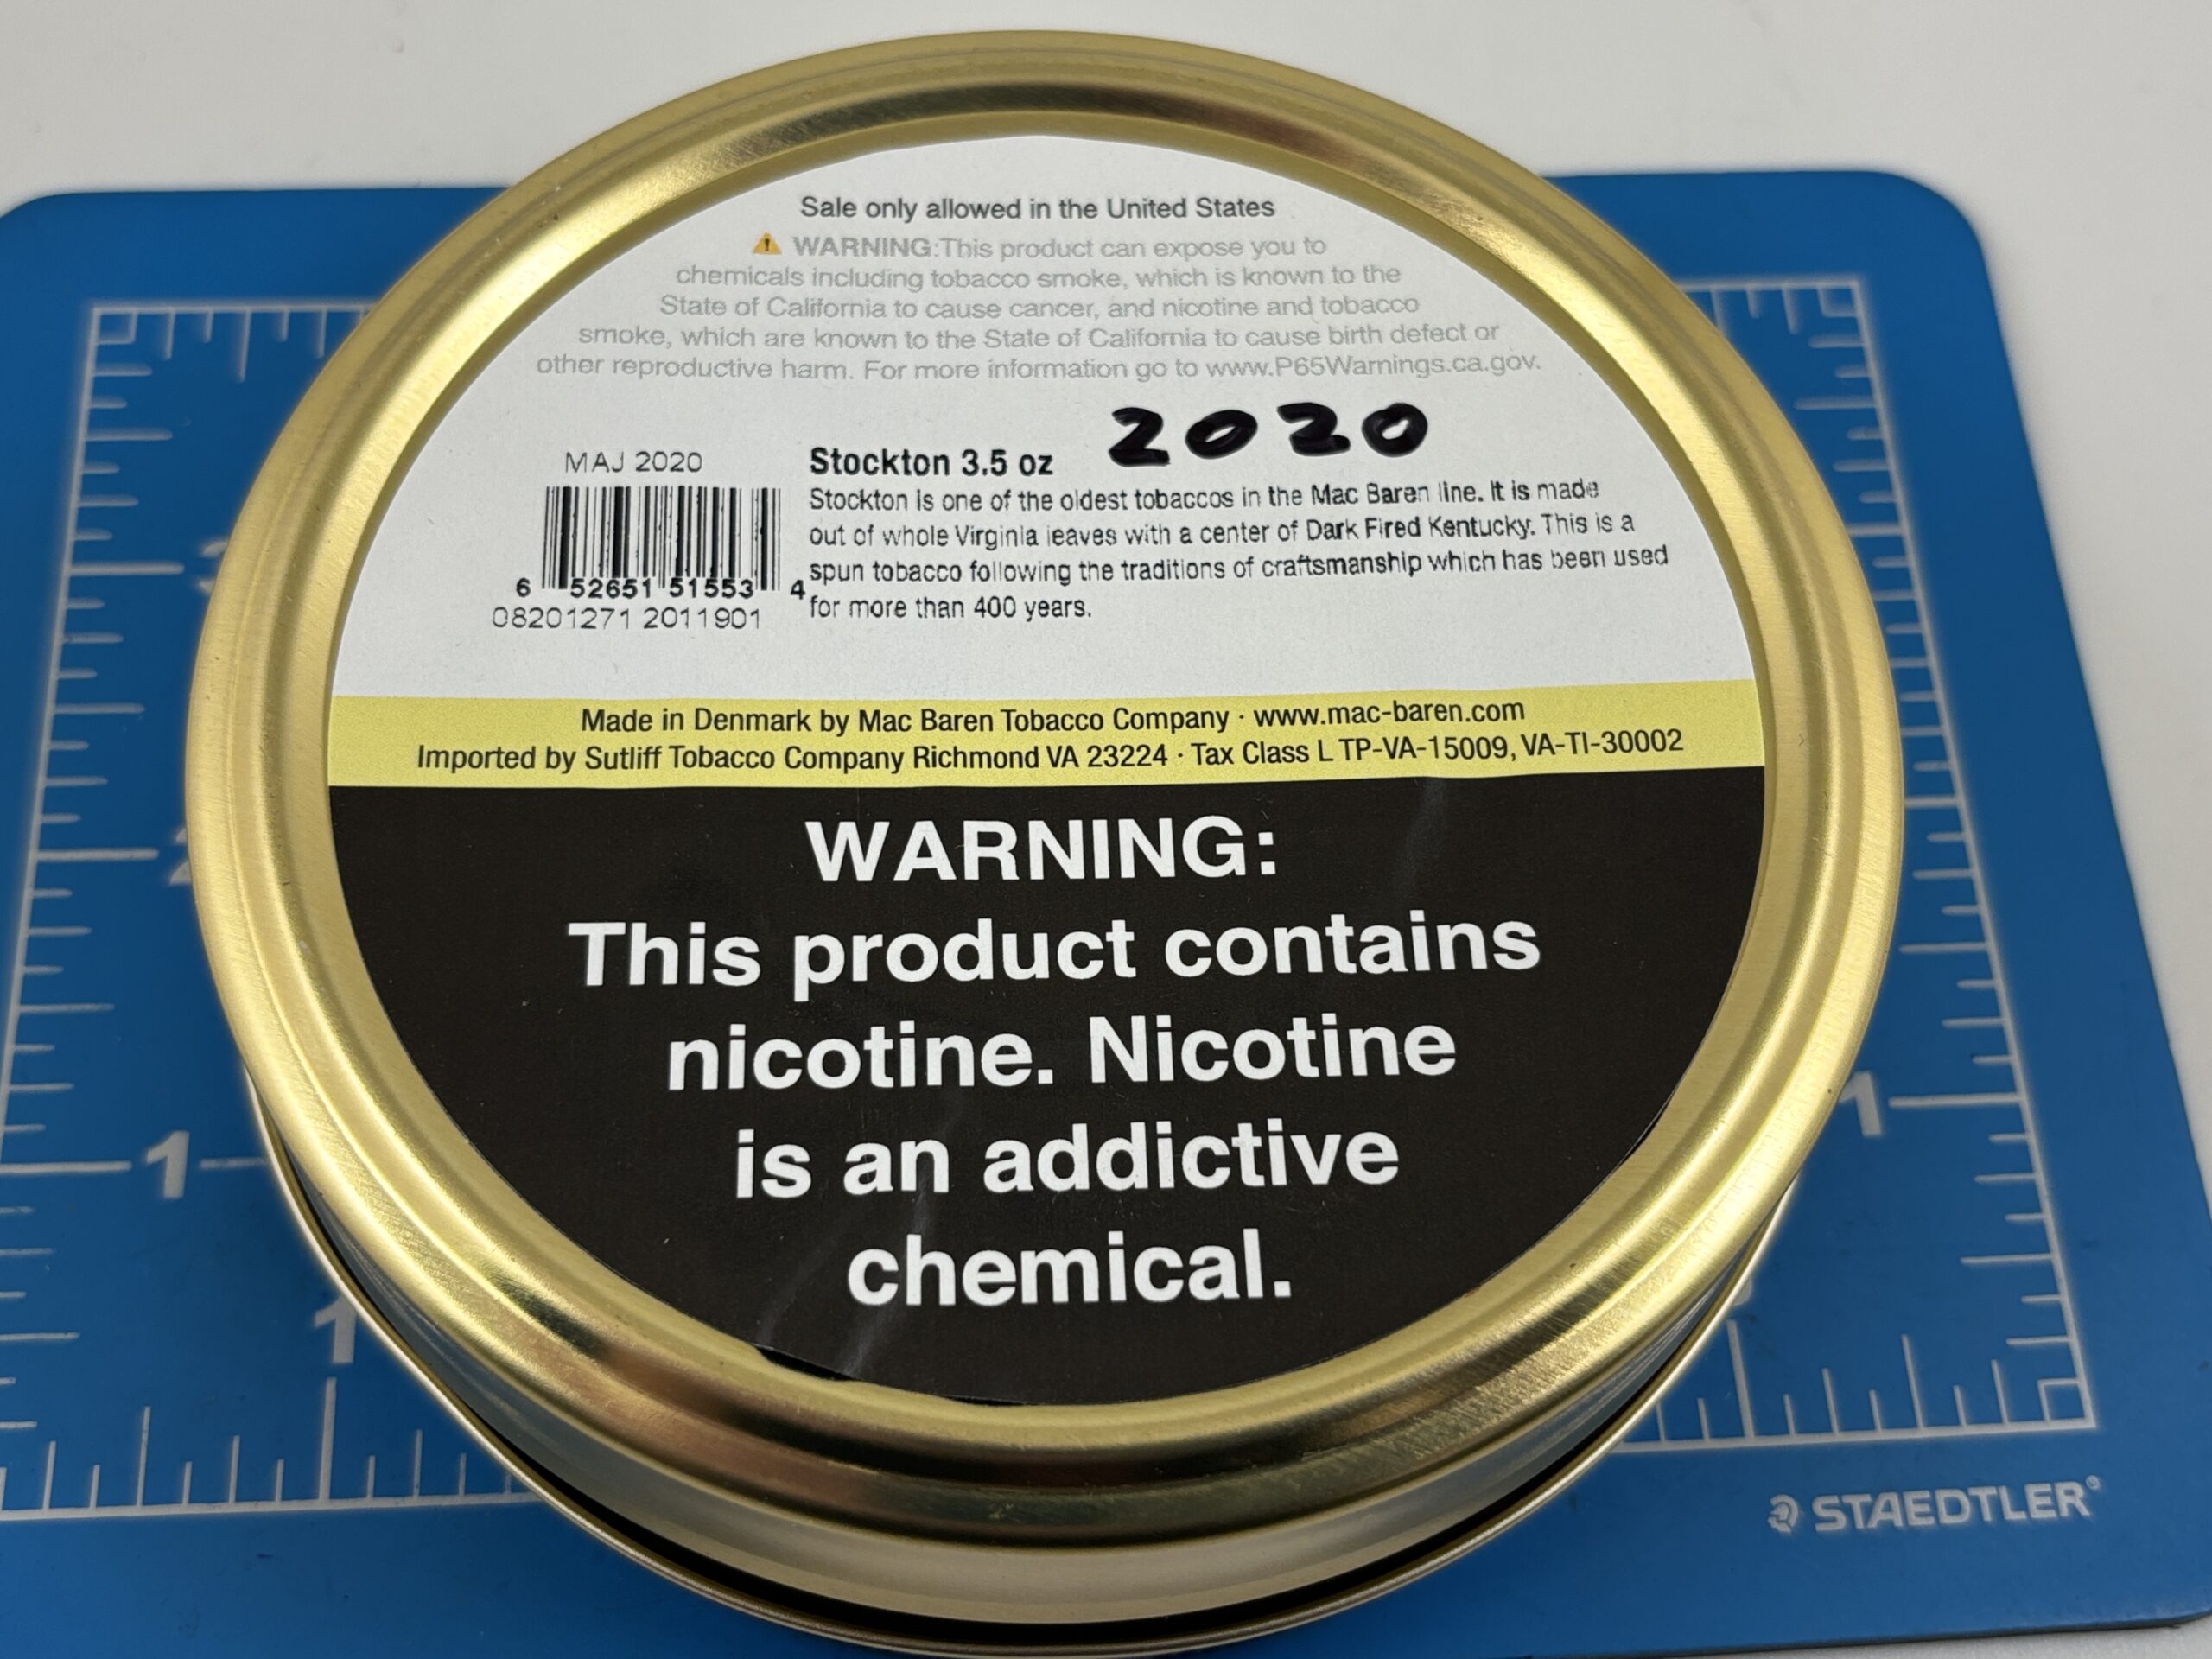 Sale only allowed in the United States
⚠ WARNING:This product can expose you to
chemicals including tobacco smoke, which is known to the
State of California to cause cancer, and nicotine and tobacco
smoke, which are known to the State of California to cause birth defect or
other reproductive harm. For more information go to www.P65Warnings.ca.gov.
2020
MAJ 2020
6 52651 51553 4
08201271 2011901
Stockton 3.5 oz
Stockton is one of the oldest tobaccos in the Mac Baren line. It is made
out of whole Virginia leaves with a center of Dark Fired Kentucky. This is a
spun tobacco following the traditions of craftsmanship which has been used
for more than 400 years.
Made in Denmark by Mac Baren Tobacco Company · www.mac-baren.com
Imported by Sutliff Tobacco Company Richmond VA 23224 · Tax Class L TP-VA-15009, VA-TI-30002
WARNING:
This product contains
nicotine. Nicotine
is an addictive
chemical.
1
1
1
STAEDTLER®